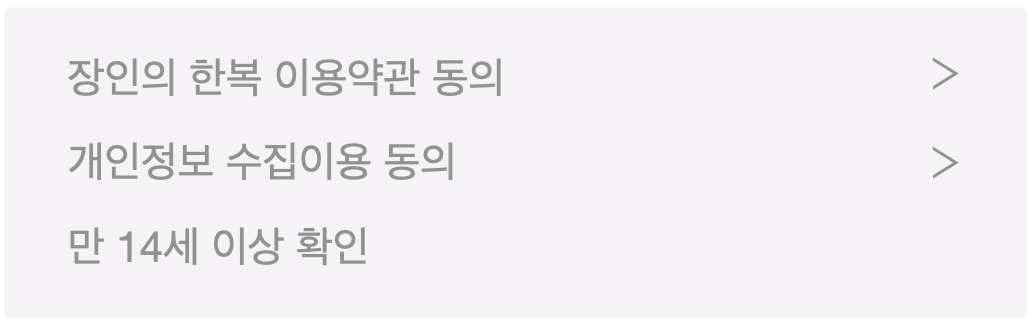 장인의 한복 이용약관 동의 >
개인정보 수집이용 동의 >
만 14세 이상 확인